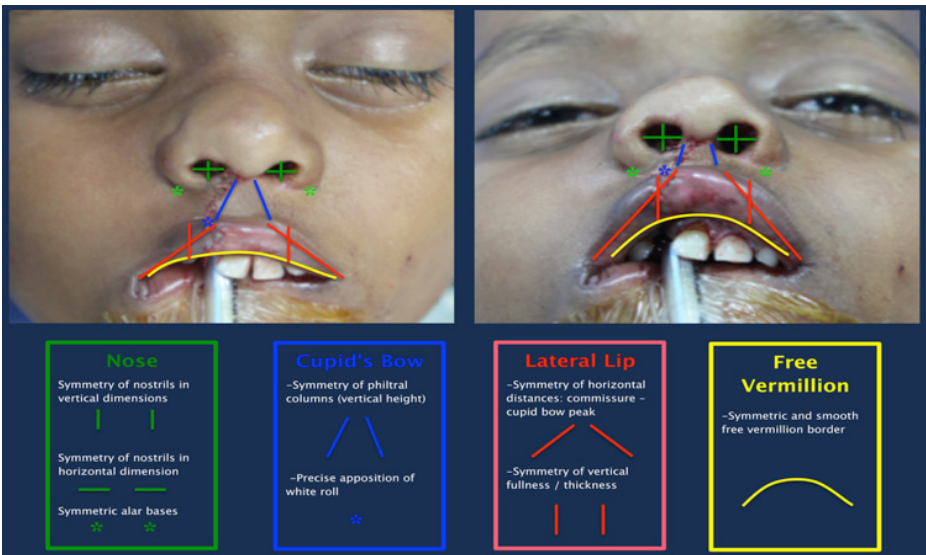 Nose
Symmetry of nostrils in
vertical dimensions
Symmetry of nostrils in
horizontal dimension
Symmetric alar bases
Cupid's Bow
-Symmetry of philtral
columns (vertical height)
-Precise apposition of
white roll
Lateral Lip
-Symmetry of horizontal
distances: commissure -
cupid bow peak
-Symmetry of vertical
fullness / thickness
Free
Vermillion
-Symmetric and smooth
free vermillion border